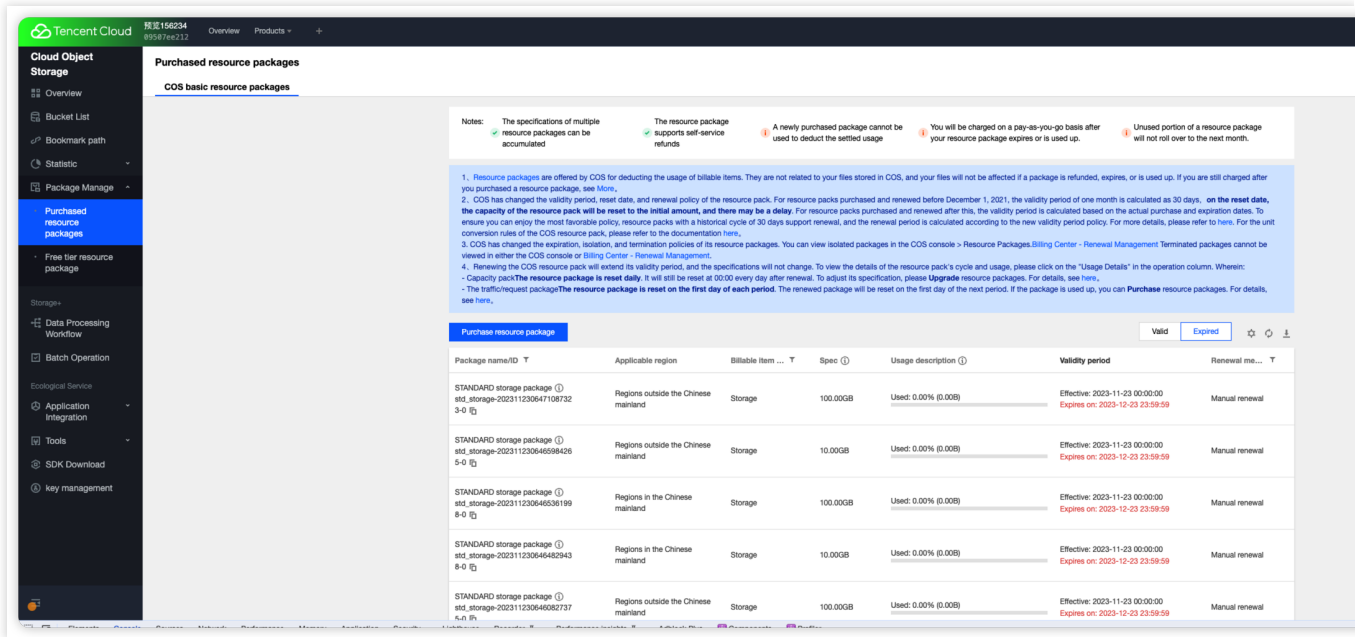 Tencent Cloud
预览156234
09507ee212
Overview
Products
Cloud Object
Storage
Overview
Bucket List
Bookmark path
Statistic
Package Manage
Purchased
resource
packages
Free tier resource
package
Storage+
Data Processing
Workflow
Batch Operation
Ecological Service
Application
Integration
Tools
SDK Download
key management
Purchased resource packages
COS basic resource packages
Notes:
The specifications of multiple
resource packages can be
accumulated
The resource package
supports self-service
refunds
A newly purchased package cannot be
used to deduct the settled usage
You will be charged on a pay-as-you-go basis after
your resource package expires or is used up.
Unused portion of a resource package
will not roll over to the next month.
1、Resource packages are offered by COS for deducting the usage of billable items. They are not related to your files stored in COS, and your files will not be affected if a package is refunded, expires, or is used up. If you are still charged after
you purchased a resource package, see More。
2、COS has changed the validity period, reset date, and renewal policy of the resource pack. For resource packs purchased and renewed before December 1, 2021, the validity period of one month is calculated as 30 days, on the reset date,
the capacity of the resource pack will be reset to the initial amount, and there may be a delay. For resource packs purchased and renewed after this, the validity period is calculated based on the actual purchase and expiration dates. To
ensure you can enjoy the most favorable policy, resource packs with a historical cycle of 30 days support renewal, and the renewal period is calculated according to the new validity period policy. For more details, please refer to here. For the unit
conversion rules of the COS resource pack, please refer to the documentation here。
3. COS has changed the expiration, isolation, and termination policies of its resource packages. You can view isolated packages in the COS console > Resource Packages.Billing Center - Renewal Management Terminated packages cannot be
viewed in either the COS console or Billing Center - Renewal Management.
4、Renewing the COS resource pack will extend its validity period, and the specifications will not change. To view the details of the resource pack's cycle and usage, please click on the "Usage Details" in the operation column. Wherein:
- Capacity packThe resource package is reset daily. It will still be reset at 00:00 every day after renewal. To adjust its specification, please Upgrade resource packages. For details, see here。
- The traffic/request packageThe resource package is reset on the first day of each period. The renewed package will be reset on the first day of the next period. If the package is used up, you can Purchase resource packages. For details,
see here。
Purchase resource package
Valid
Expired
Package name/ID
Applicable region
Billable item ...
Spec
Usage description
Validity period
Renewal me...
STANDARD storage package
std_storage-202311230647108732
3-0
Regions outside the Chinese
mainland
Storage
100.00GB
Used: 0.00% (0.00B)
Effective: 2023-11-23 00:00:00
Expires on: 2023-12-23 23:59:59
Manual renewal
STANDARD storage package
std_storage-202311230646598426
5-0
Regions outside the Chinese
mainland
Storage
10.00GB
Used: 0.00% (0.00B)
Effective: 2023-11-23 00:00:00
Expires on: 2023-12-23 23:59:59
Manual renewal
STANDARD storage package
std_storage-202311230646536199
8-0
Regions in the Chinese
mainland
Storage
100.00GB
Used: 0.00% (0.00B)
Effective: 2023-11-23 00:00:00
Expires on: 2023-12-23 23:59:59
Manual renewal
STANDARD storage package
std_storage-202311230646482943
8-0
Regions in the Chinese
mainland
Storage
10.00GB
Used: 0.00% (0.00B)
Effective: 2023-11-23 00:00:00
Expires on: 2023-12-23 23:59:59
Manual renewal
STANDARD storage package
std_storage-202311230646082737
5-0
Regions outside the Chinese
mainland
Storage
100.00GB
Used: 0.00% (0.00B)
Effective: 2023-11-23 00:00:00
Expires on: 2023-12-23 23:59:59
Manual renewal